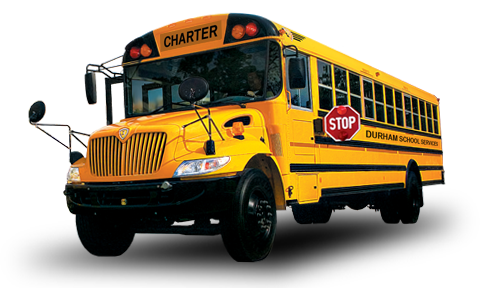 CHARTER
STOP
DURHAM SCHOOL SERVICES